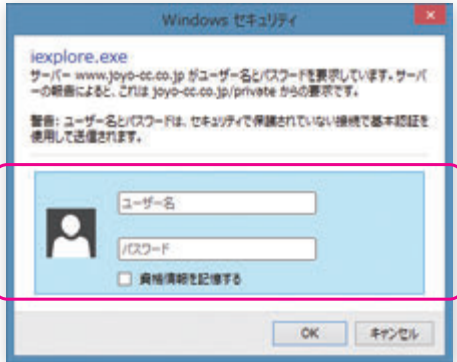 Windows セキュリティ
iexplore.exe
サーバー www.joyo-cc.co.jp がユーザー名とパスワードを要求しています。サーバ
ーの報告によると、これは joyo-cc.co.jp/private からの要求です。
警告: ユーザー名とパスワードは、セキュリティで保護されていない接続で基本認証を
使用して送信されます。
ユーザー名
パスワード
資格情報を記憶する
OK キャンセル